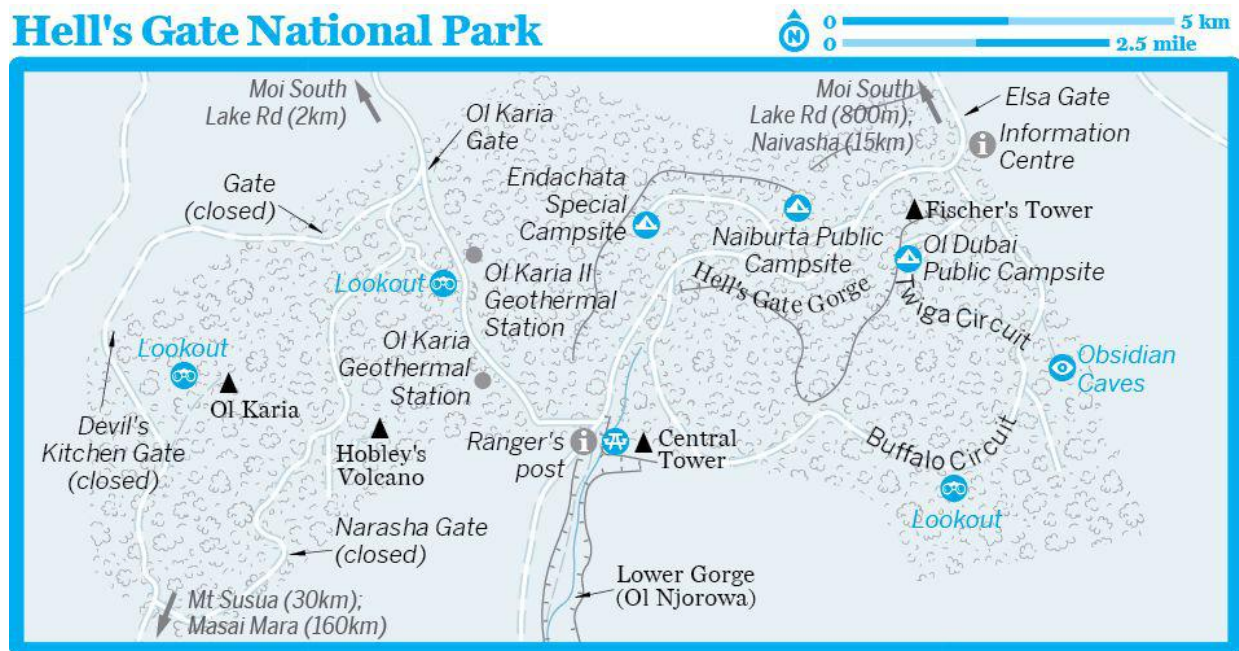 Hell's Gate National Park
N
0
5 km
0
2.5 mile
Moi South
Lake Rd (2km)
Ol Karia
Gate
Moi South
Lake Rd (800m);
Naivasha (15km)
Elsa Gate
i
Information
Centre
Gate
(closed)
Endachata
Special
Campsite
Naiburta Public
Campsite
Fischer's Tower
Ol Dubai
Public Campsite
Lookout
Ol Karia II
Geothermal
Station
Hell's Gate Gorge
Twiga Circuit
Lookout
Ol Karia
Ol Karia
Geothermal
Station
Obsidian
Caves
Devil's
Kitchen Gate
(closed)
Hobley's
Volcano
Ranger's
post
i
Central
Tower
Buffalo Circuit
Lookout
Narasha Gate
(closed)
Lower Gorge
(Ol Njorowa)
Mt Susua (30km);
Masai Mara (160km)